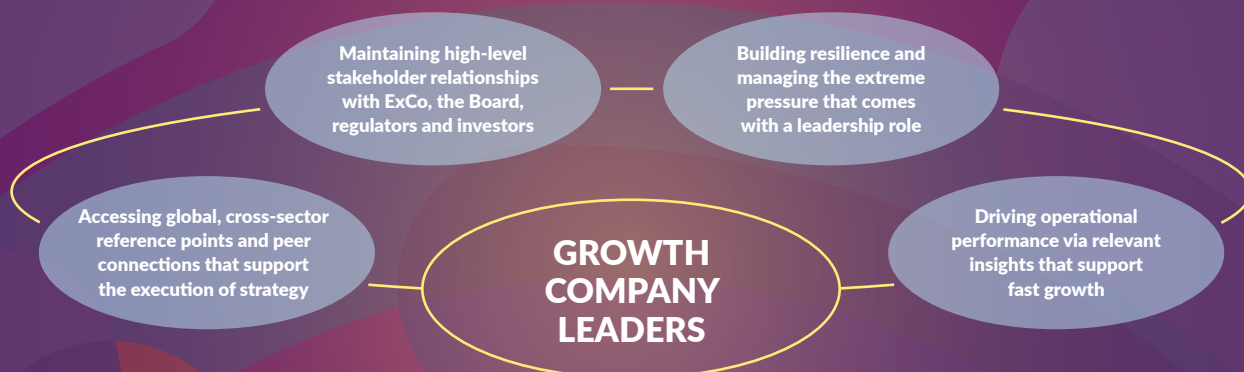 Maintaining high-level
stakeholder relationships
with ExCo, the Board,
regulators and investors
Building resilience and
managing the extreme
pressure that comes
with a leadership role
Accessing global, cross-sector
reference points and peer
connections that support
the execution of strategy
GROWTH
COMPANY
LEADERS
Driving operational
performance via relevant
insights that support
fast growth